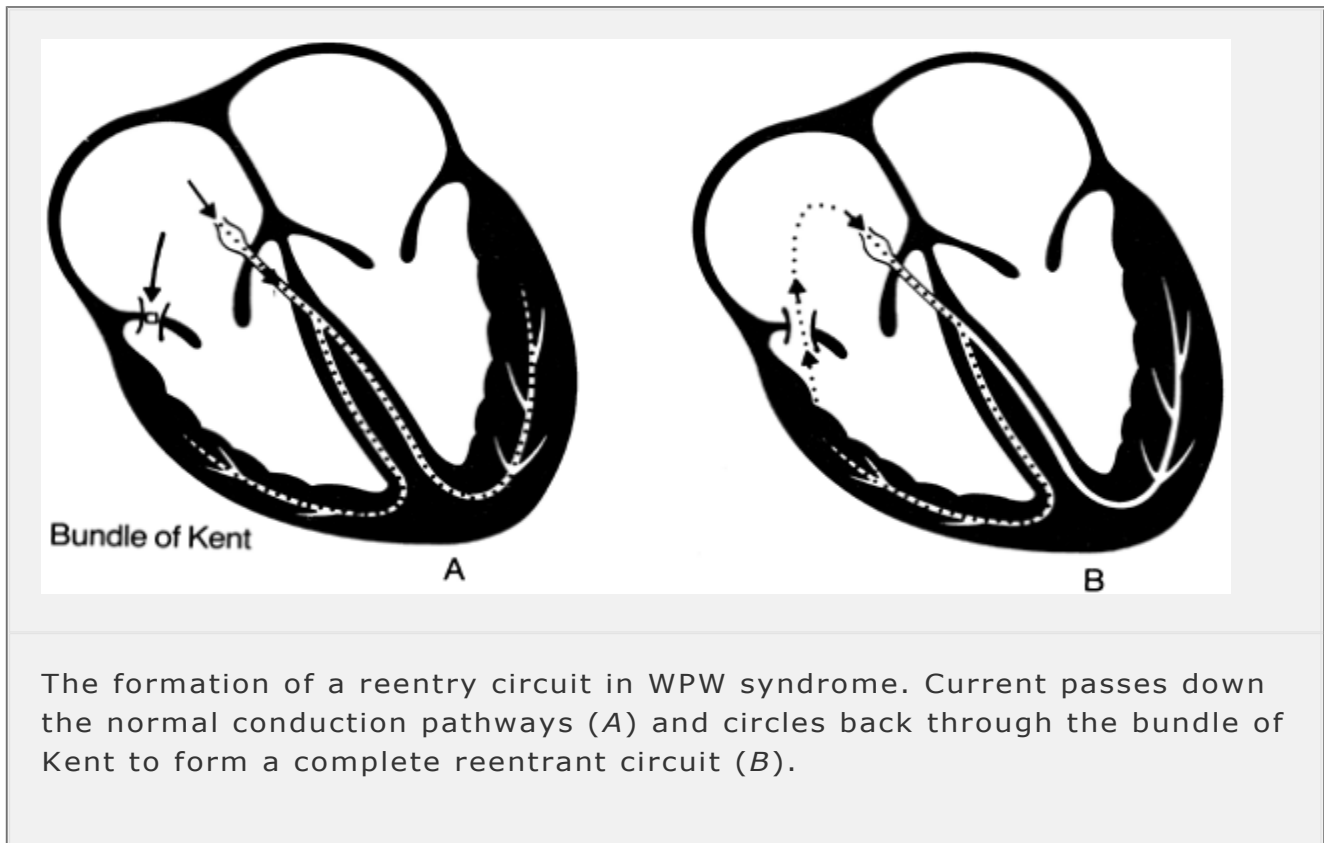 Bundle of Kent
A
B
The formation of a reentry circuit in WPW syndrome. Current passes down
the normal conduction pathways (A) and circles back through the bundle of
Kent to form a complete reentrant circuit (B).